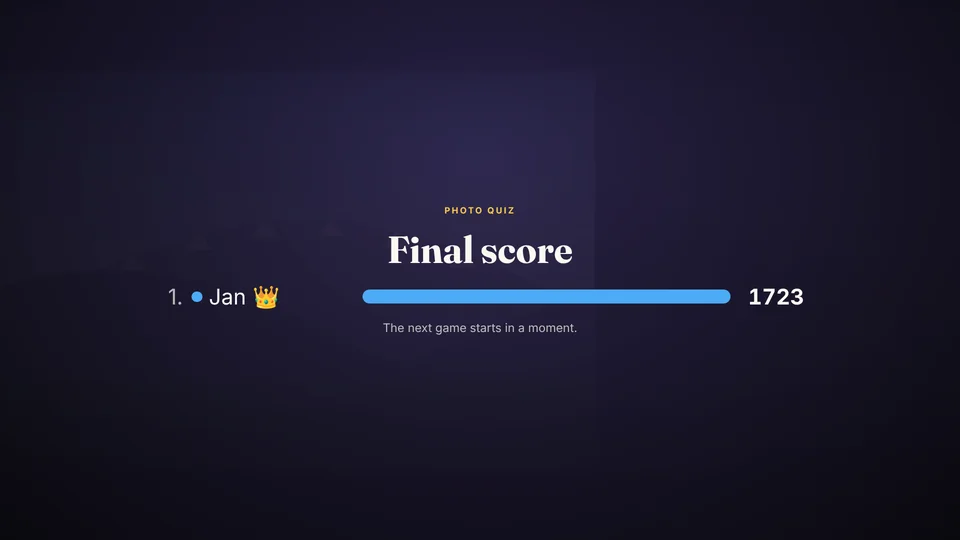 PHOTO QUIZ
Final score
1. Jan 👑 1723
The next game starts in a moment.